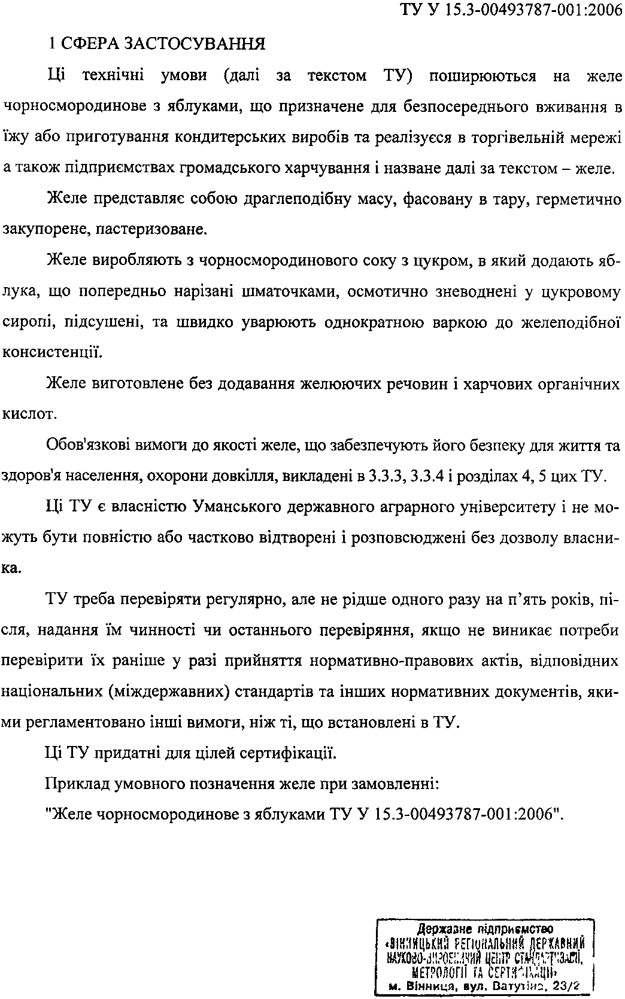 ТУ У 15.3-00493787-001:2006
1 СФЕРА ЗАСТОСУВАННЯ
Ці технічні умови (далі за текстом ТУ) поширюються на желе
чорносмородинове з яблуками, що призначене для безпосереднього вживання в
їжу або приготування кондитерських виробів та реалізуєся в торгівельній мережі
а також підприємствах громадського харчування і назване далі за текстом – желе.
Желе представляє собою драглеподібну масу, фасовану в тару, герметично
закупорене, пастеризоване.
Желе виробляють з чорносмородинового соку з цукром, в який додають яб-
лука, що попередньо нарізані шматочками, осмотично зневоднені у цукровому
сиропі, підсушені, та швидко уварюють однократною варкою до желеподібної
консистенції.
Желе виготовлене без додавання желюючих речовин і харчових органічних
кислот.
Обов'язкові вимоги до якості желе, що забезпечують його безпеку для життя та
здоров'я населення, охорони довкілля, викладені в 3.3.3, 3.3.4 і розділах 4, 5 цих ТУ.
Ці ТУ є власністю Уманського державного аграрного університету і не мо-
жуть бути повністю або частково відтворені і розповсюджені без дозволу власни-
ка.
ТУ треба перевіряти регулярно, але не рідше одного разу на п’ять років, пі-
сля, надання їм чинності чи останнього перевіряння, якщо не виникає потреби
перевірити їх раніше у разі прийняття нормативно-правових актів, відповідних
національних (міждержавних) стандартів та інших нормативних документів, яки-
ми регламентовано інші вимоги, ніж ті, що встановлені в ТУ.
Ці ТУ придатні для цілей сертифікації.
Приклад умовного позначення желе при замовленні:
"Желе чорносмородинове з яблуками ТУ У 15.3-00493787-001:2006".
Державне підприємство
«ВІННИЦЬКИЙ РЕГІОНАЛЬНИЙ ДЕРЖАВНИЙ
НАУКОВО-ВИРОБНИЧИЙ ЦЕНТР СТАНДАРТИЗАЦІЇ,
МЕТРОЛОГІЇ ТА СЕРТИФІКАЦІЇ»
м. Вінниця, вул. Ватутіна, 23/2